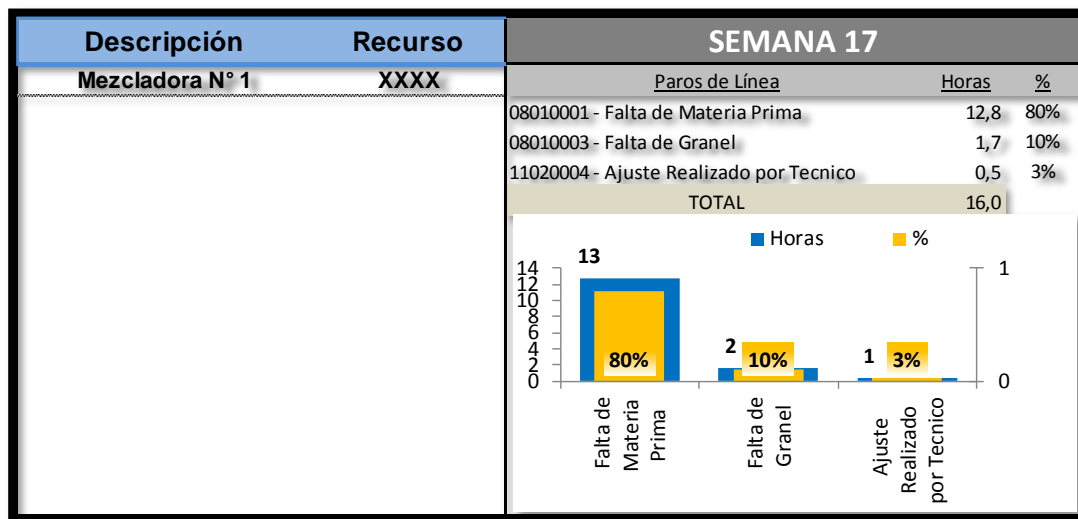 Descripción Recurso SEMANA 17
Mezcladora N° 1 XXXX
Paros de Línea Horas %
08010001 - Falta de Materia Prima 12,8 80%
08010003 - Falta de Granel 1,7 10%
11020004 - Ajuste Realizado por Tecnico 0,5 3%
TOTAL 16,0
Horas %
13
2
1
80%
10%
3%
14
12
10
8
6
4
2
0
1
0
Falta de
Materia
Prima
Falta de
Granel
Ajuste
Realizado
por Tecnico